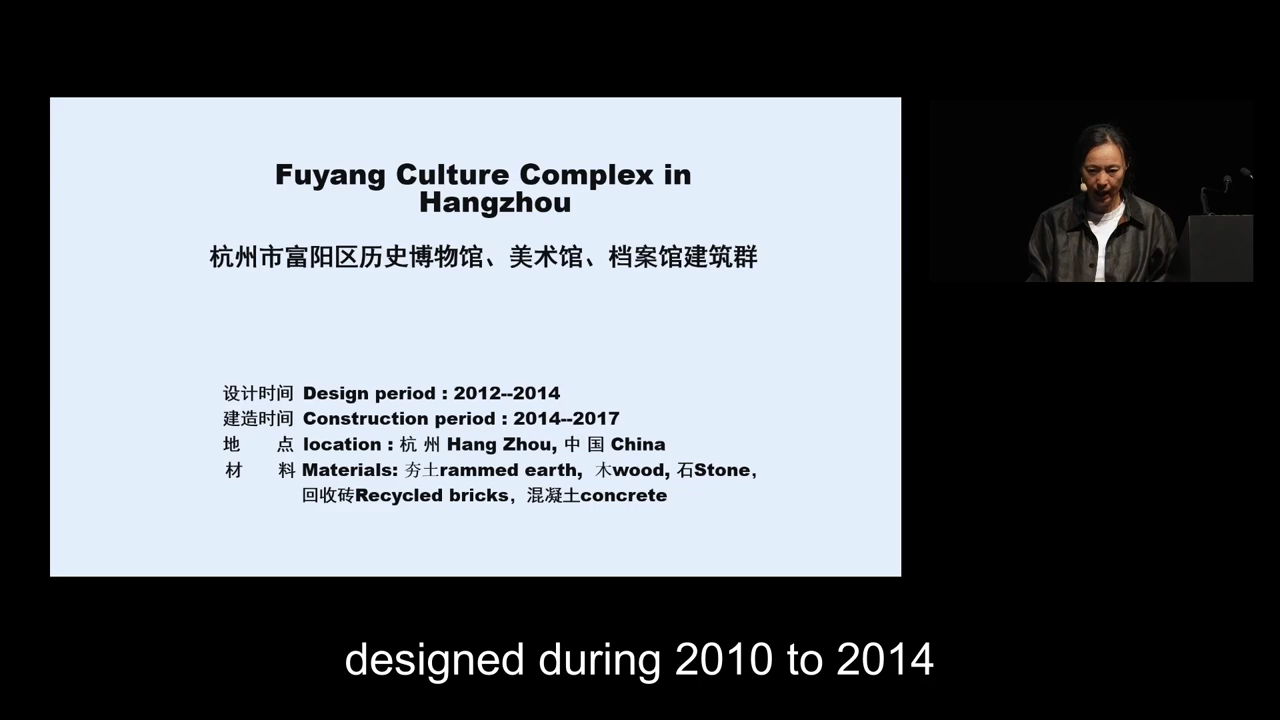 Fuyang Culture Complex in
Hangzhou
杭州市富阳区历史博物馆、美术馆、档案馆建筑群
设计时间 Design period : 2012--2014
建造时间 Construction period : 2014--2017
地 点 location : 杭 州 Hang Zhou, 中 国 China
材 料 Materials: 夯土rammed earth, 木wood, 石Stone,
回收砖Recycled bricks, 混凝土concrete
designed during 2010 to 2014